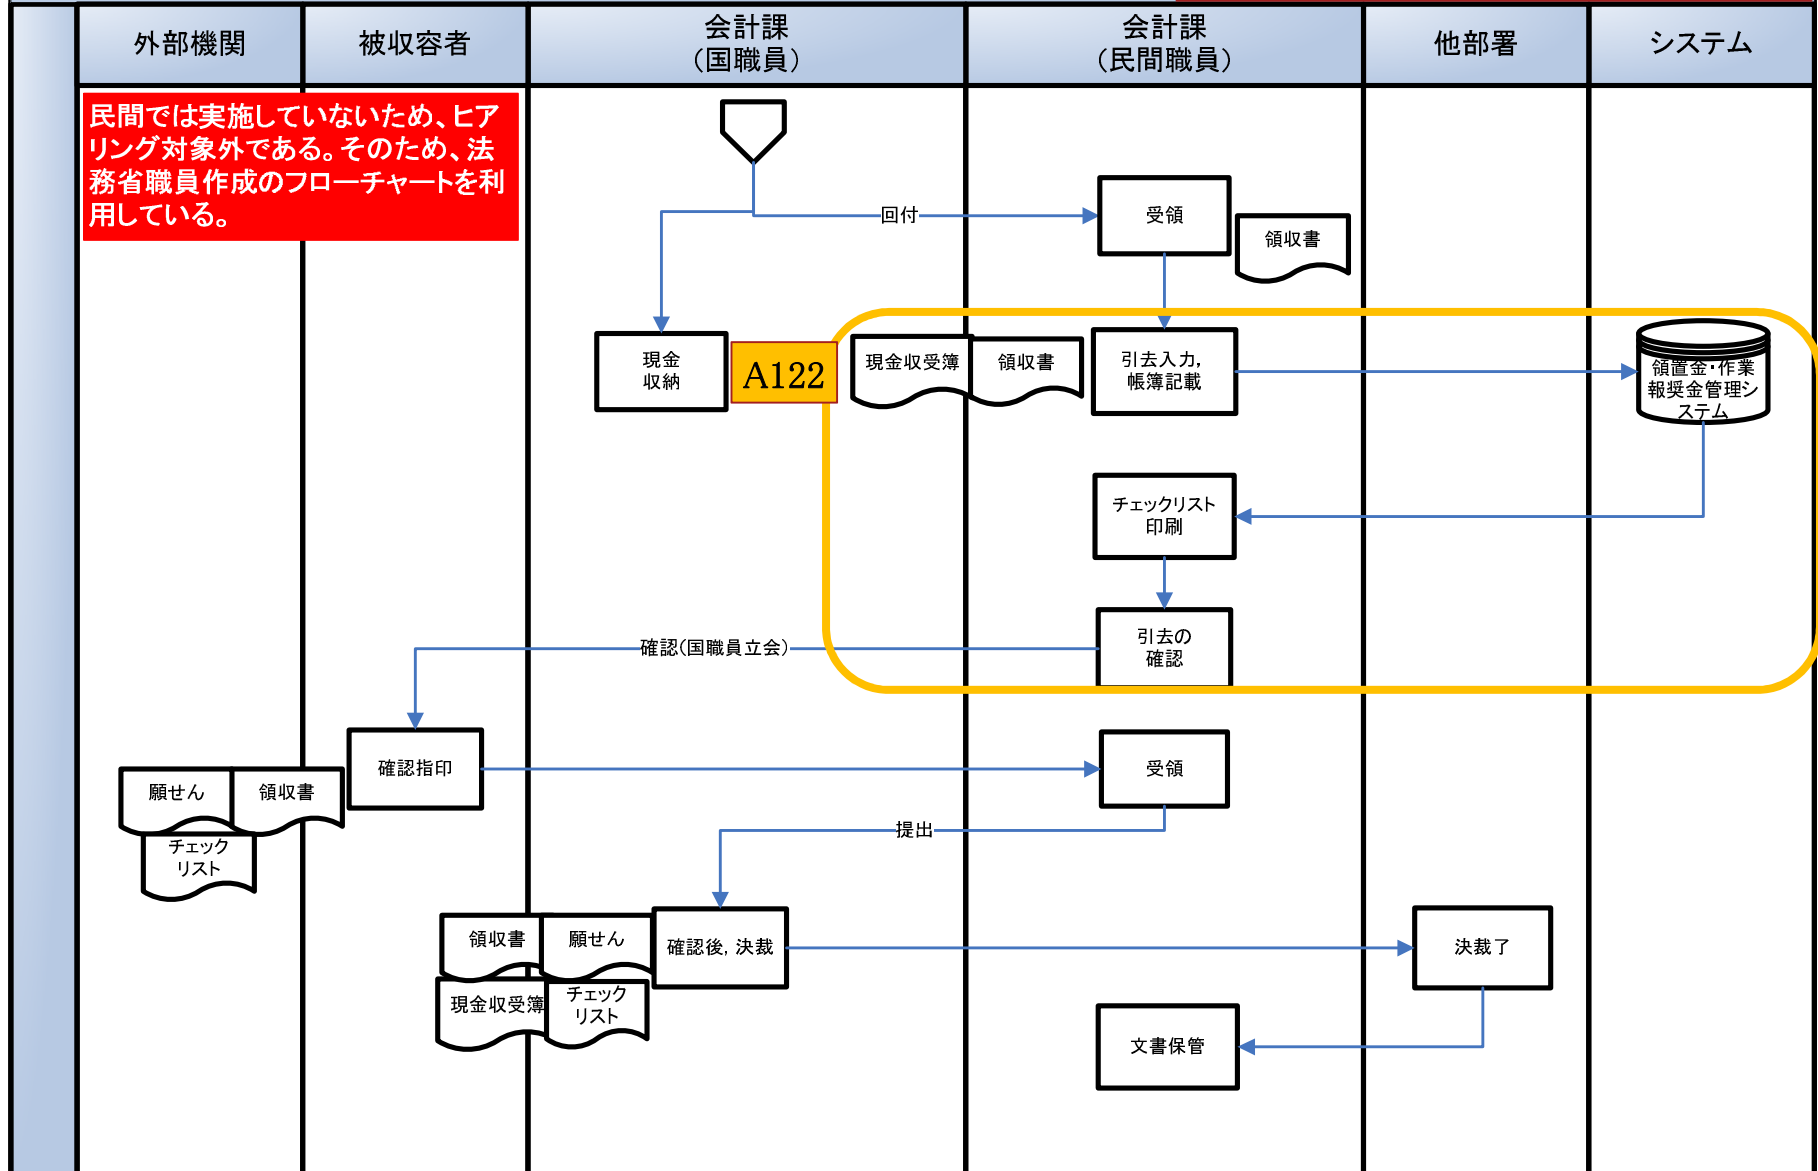 外部機関
被収容者
会計課
（国職員）
会計課
（民間職員）
他部署
システム
民間では実施していないため、ヒア
リング対象外である。そのため、法
務省職員作成のフローチャートを利
用している。
回付
受領
領収書
現金
収納
A122
現金収受簿
領収書
引去入力,
帳簿記載
領置金・作業
報奨金管理シ
ステム
チェックリスト
印刷
引去の
確認
確認（国職員立会）
確認指印
受領
願せん
領収書
チェック
リスト
提出
領収書
願せん
確認後, 決裁
決裁了
現金収受簿
チェック
リスト
文書保管